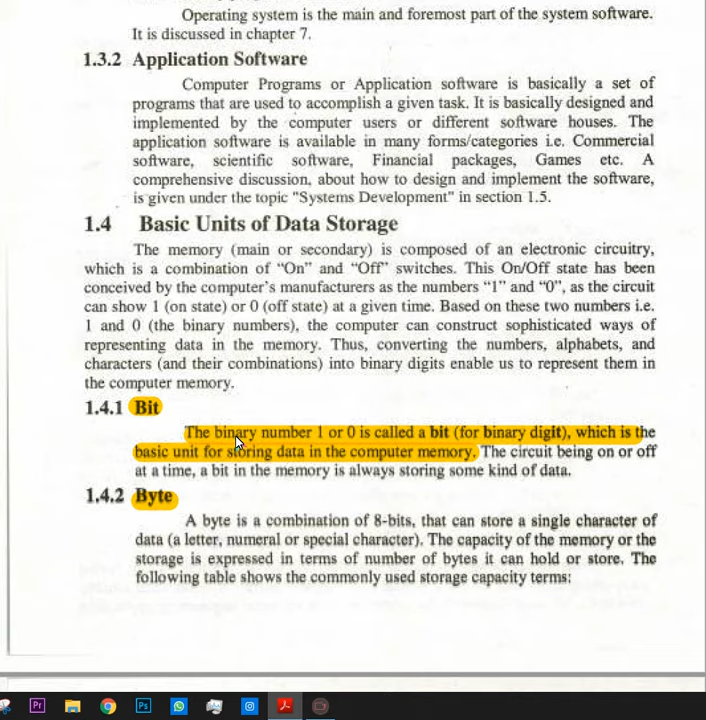 Operating system is the main and foremost part of the system software.
It is discussed in chapter 7.
1.3.2 Application Software
Computer Programs or Application software is basically a set of
programs that are used to accomplish a given task. It is basically designed and
implemented by the computer users or different software houses. The
application software is available in many forms/categories i.e. Commercial
software, scientific software, Financial packages, Games etc. A
comprehensive discussion, about how to design and implement the software,
is given under the topic "Systems Development" in section 1.5.
1.4 Basic Units of Data Storage
The memory (main or secondary) is composed of an electronic circuitry,
which is a combination of “On” and “Off” switches. This On/Off state has been
conceived by the computer's manufacturers as the numbers “1” and “0”, as the circuit
can show 1 (on state) or 0 (off state) at a given time. Based on these two numbers i.e.
1 and 0 (the binary numbers), the computer can construct sophisticated ways of
representing data in the memory. Thus, converting the numbers, alphabets, and
characters (and their combinations) into binary digits enable us to represent them in
the computer memory.
1.4.1 Bit
The binary number 1 or 0 is called a bit (for binary digit), which is the
basic unit for storing data in the computer memory. The circuit being on or off
at a time, a bit in the memory is always storing some kind of data.
1.4.2 Byte
A byte is a combination of 8-bits, that can store a single character of
data (a letter, numeral or special character). The capacity of the memory or the
storage is expressed in terms of number of bytes it can hold or store. The
following table shows the commonly used storage capacity terms:
Pr
Ps